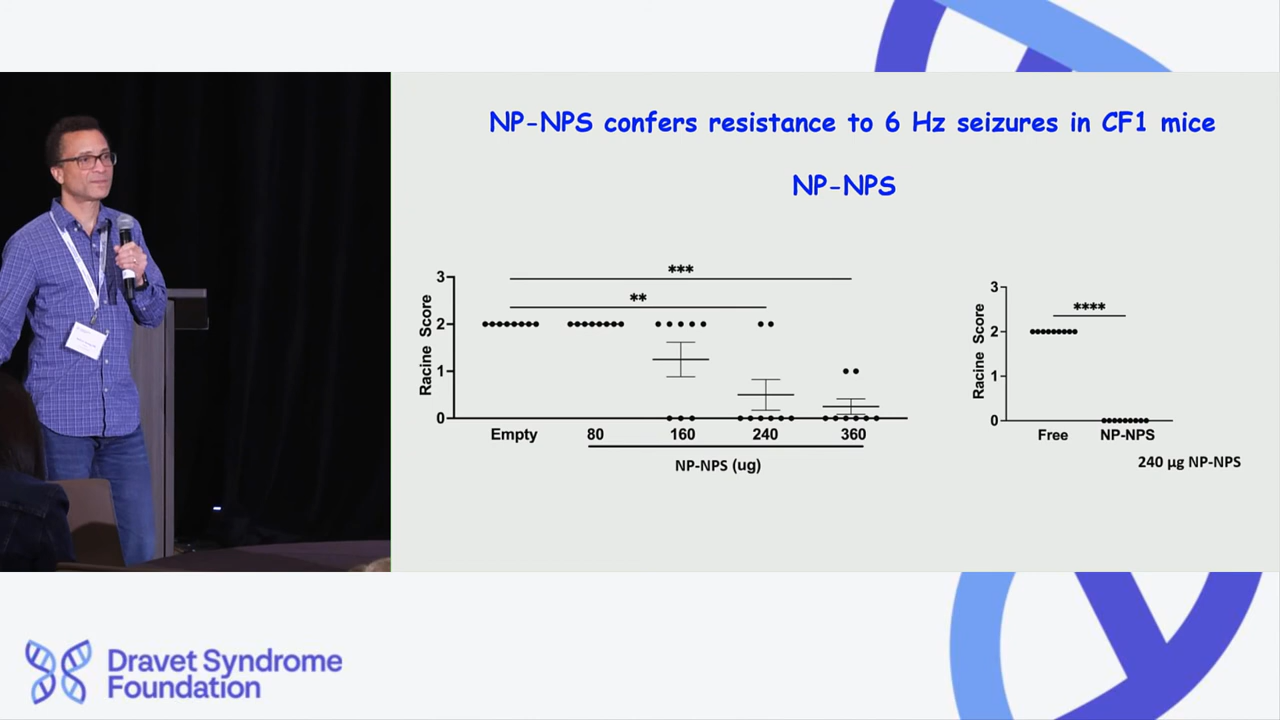 NP-NPS confers resistance to 6 Hz seizures in CF1 mice
NP-NPS
Racine Score
3
2
1
0
***
**
Empty
80
160
240
360
NP-NPS (ug)
Racine Score
3
2
1
0
****
Free
NP-NPS
240 µg NP-NPS
Dravet Syndrome
Foundation